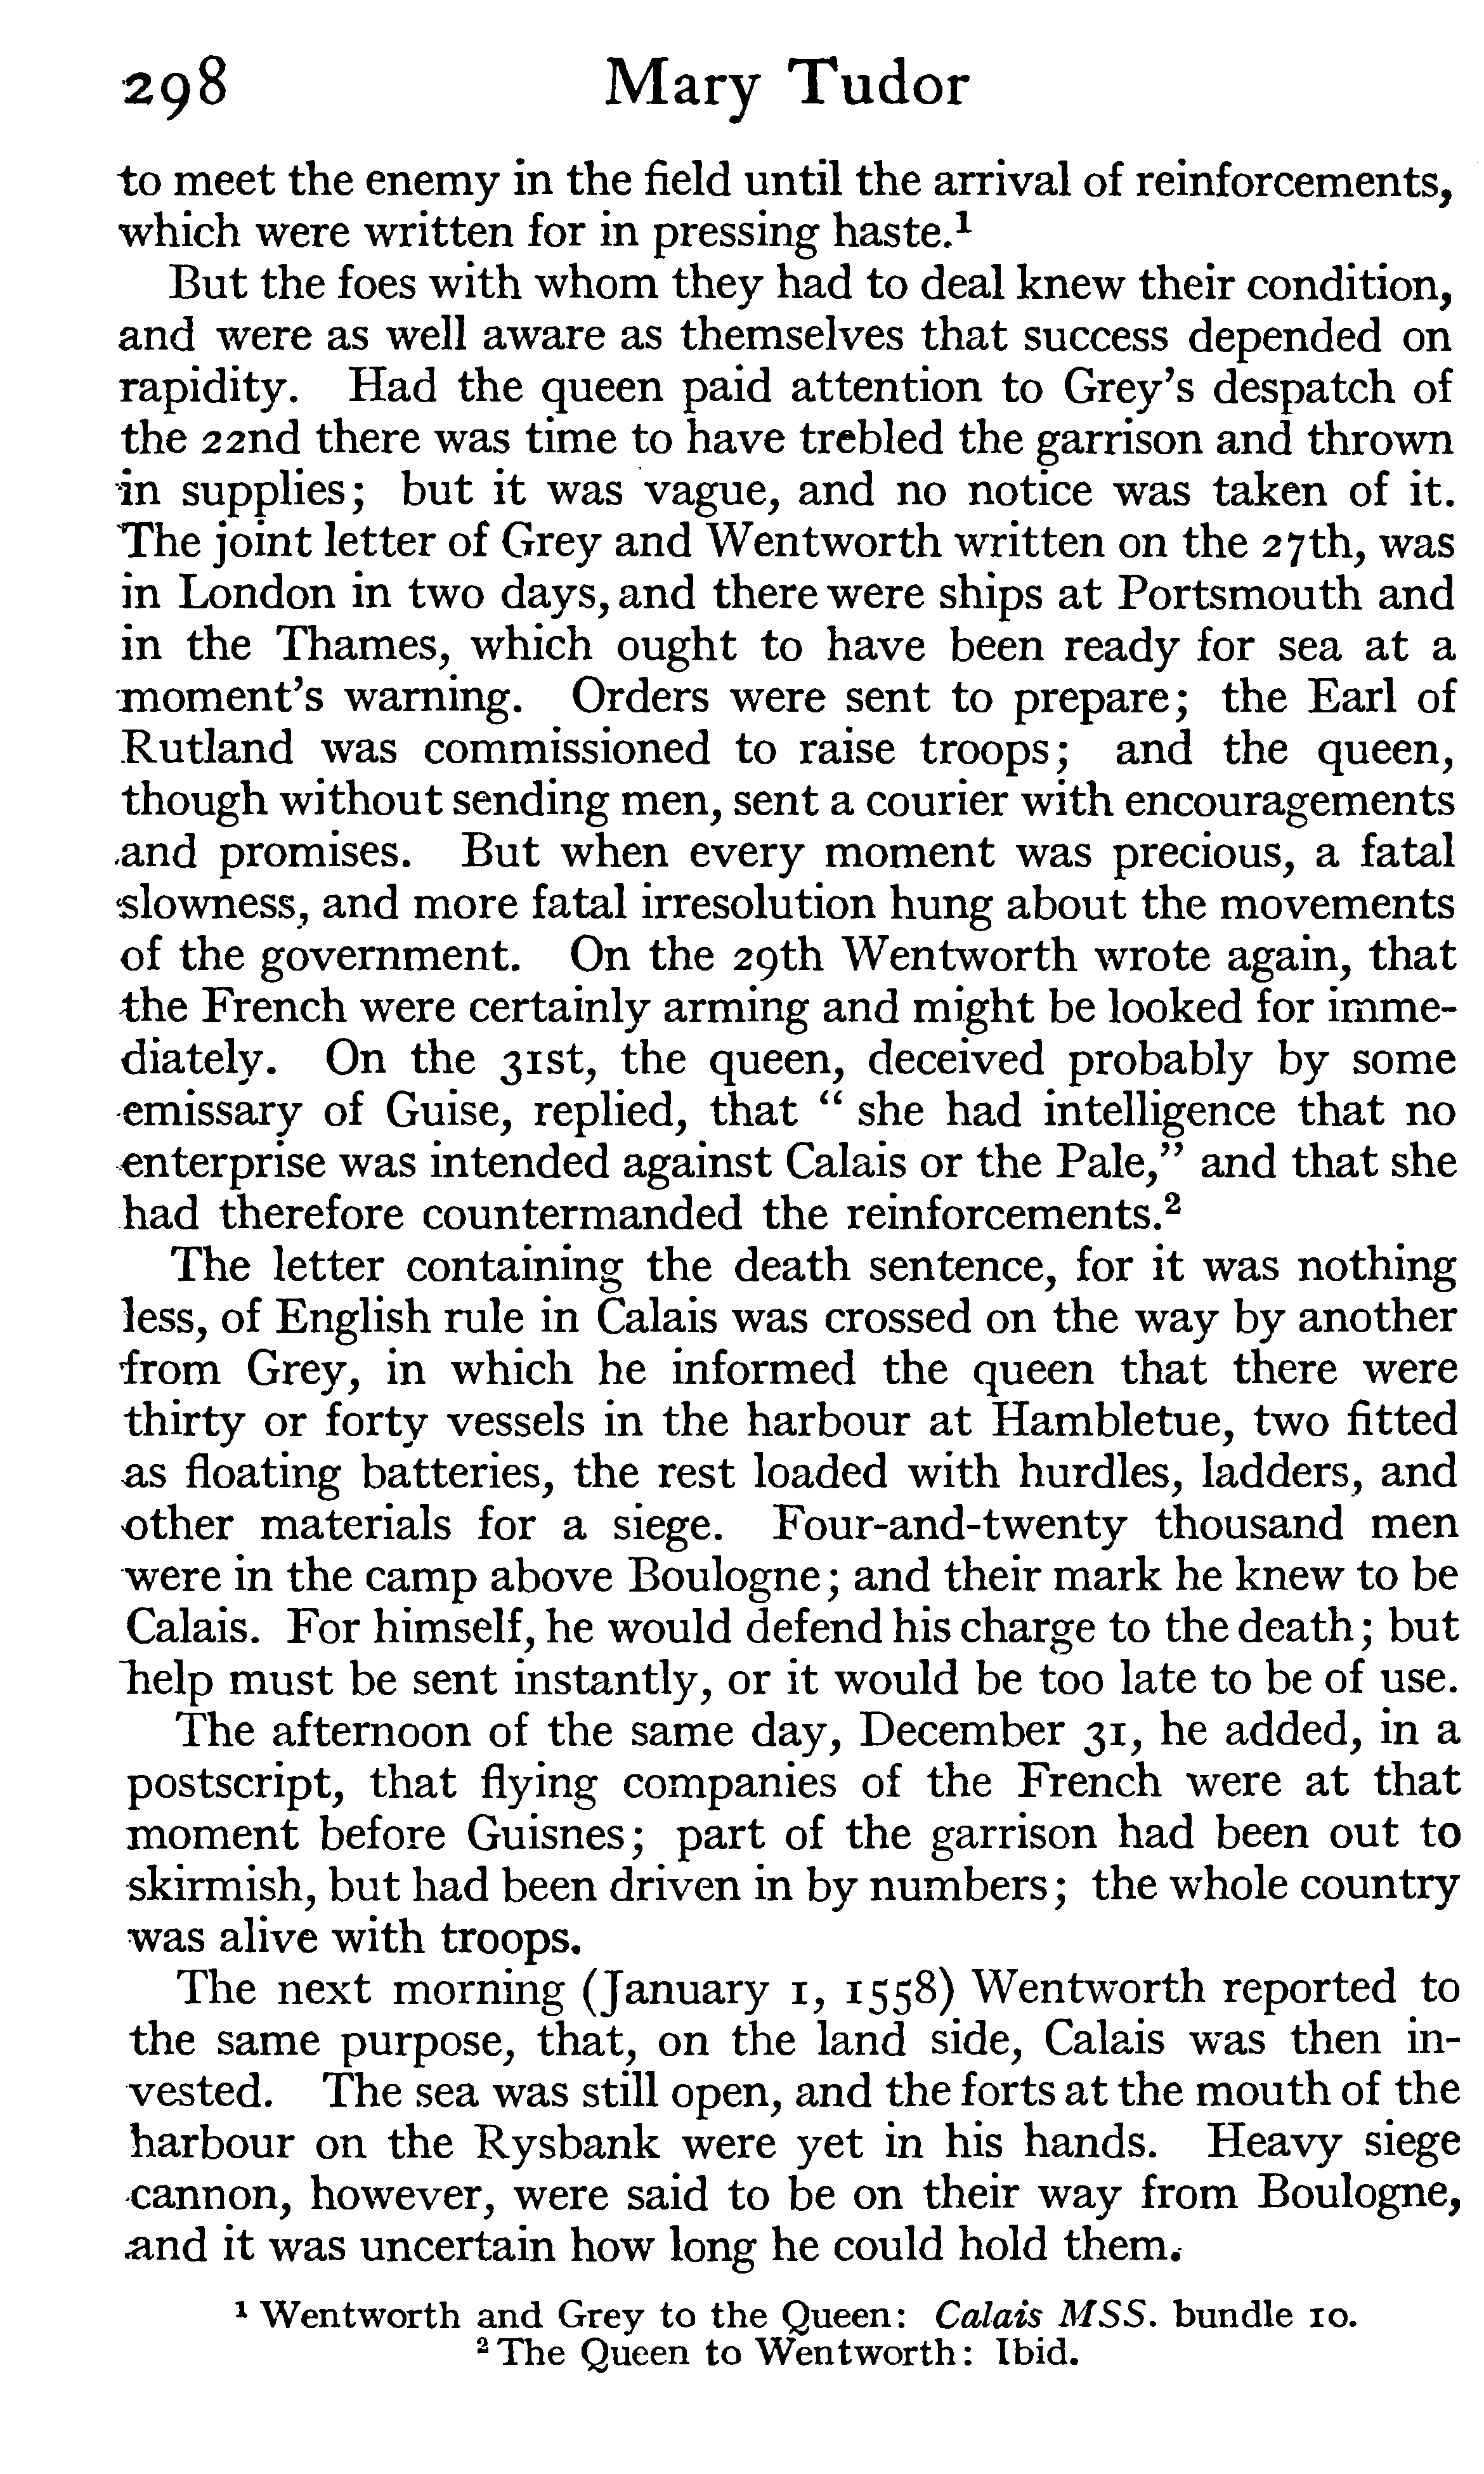 298 Mary Tudor
to meet the enemy in the field until the arrival of reinforcements,
which were written for in pressing haste.¹
But the foes with whom they had to deal knew their condition,
and were as well aware as themselves that success depended on
rapidity. Had the queen paid attention to Grey's despatch of
the 22nd there was time to have trebled the garrison and thrown
in supplies; but it was vague, and no notice was taken of it.
The joint letter of Grey and Wentworth written on the 27th, was
in London in two days, and there were ships at Portsmouth and
in the Thames, which ought to have been ready for sea at a
moment's warning. Orders were sent to prepare; the Earl of
Rutland was commissioned to raise troops; and the queen,
though without sending men, sent a courier with encouragements
and promises. But when every moment was precious, a fatal
slowness, and more fatal irresolution hung about the movements
of the government. On the 29th Wentworth wrote again, that
the French were certainly arming and might be looked for imme-
diately. On the 31st, the queen, deceived probably by some
emissary of Guise, replied, that "she had intelligence that no
enterprise was intended against Calais or the Pale," and that she
had therefore countermanded the reinforcements.²
The letter containing the death sentence, for it was nothing
less, of English rule in Calais was crossed on the way by another
from Grey, in which he informed the queen that there were
thirty or forty vessels in the harbour at Hambletue, two fitted
as floating batteries, the rest loaded with hurdles, ladders, and
other materials for a siege. Four-and-twenty thousand men
were in the camp above Boulogne; and their mark he knew to be
Calais. For himself, he would defend his charge to the death; but
help must be sent instantly, or it would be too late to be of use.
The afternoon of the same day, December 31, he added, in a
postscript, that flying companies of the French were at that
moment before Guisnes; part of the garrison had been out to
skirmish, but had been driven in by numbers; the whole country
was alive with troops.
The next morning (January 1, 1558) Wentworth reported to
the same purpose, that, on the land side, Calais was then in-
vested. The sea was still open, and the forts at the mouth of the
harbour on the Rysbank were yet in his hands. Heavy siege
cannon, however, were said to be on their way from Boulogne,
and it was uncertain how long he could hold them.
¹ Wentworth and Grey to the Queen: Calais MSS. bundle 10.
² The Queen to Wentworth: Ibid.